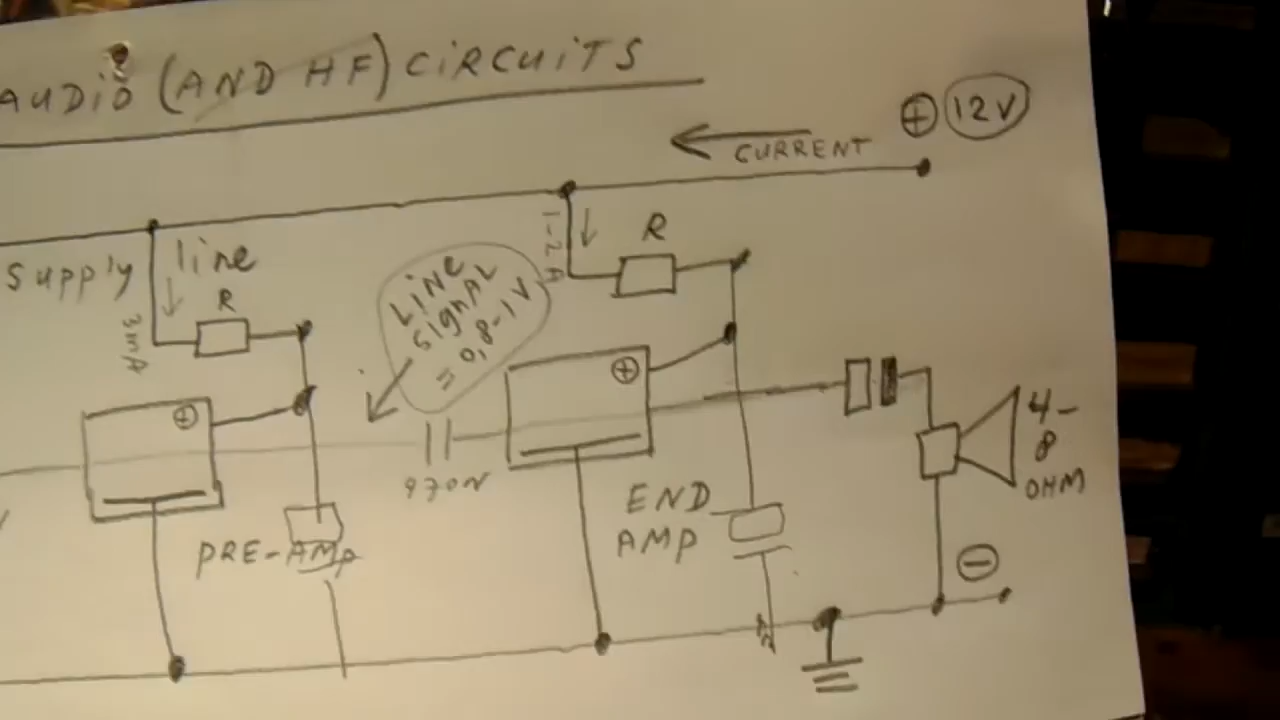 AUDiO (AND HF) CiRCUiTS
⊕ 12V
CURRENT
Supply line
R
3mA
LiNE
SignAL
= 0,8-1V
1-2A
R
⊕
⊕
970N
PRE-AMP
END
AMP
4-
8
OHM
⊖